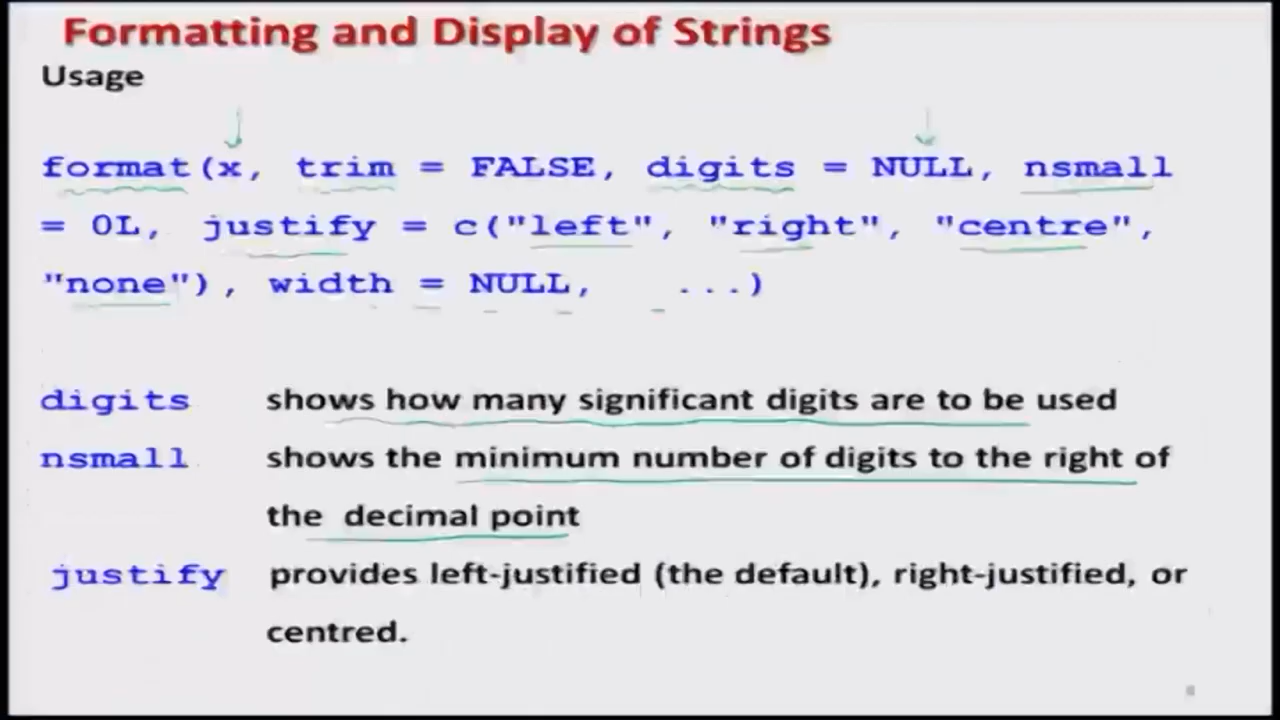 Formatting and Display of Strings
Usage
format(x, trim = FALSE, digits = NULL, nsmall
= 0L, justify = c("left", "right", "centre",
"none"), width = NULL, ...)
digits shows how many significant digits are to be used
nsmall shows the minimum number of digits to the right of
the decimal point
justify provides left-justified (the default), right-justified, or
centred.